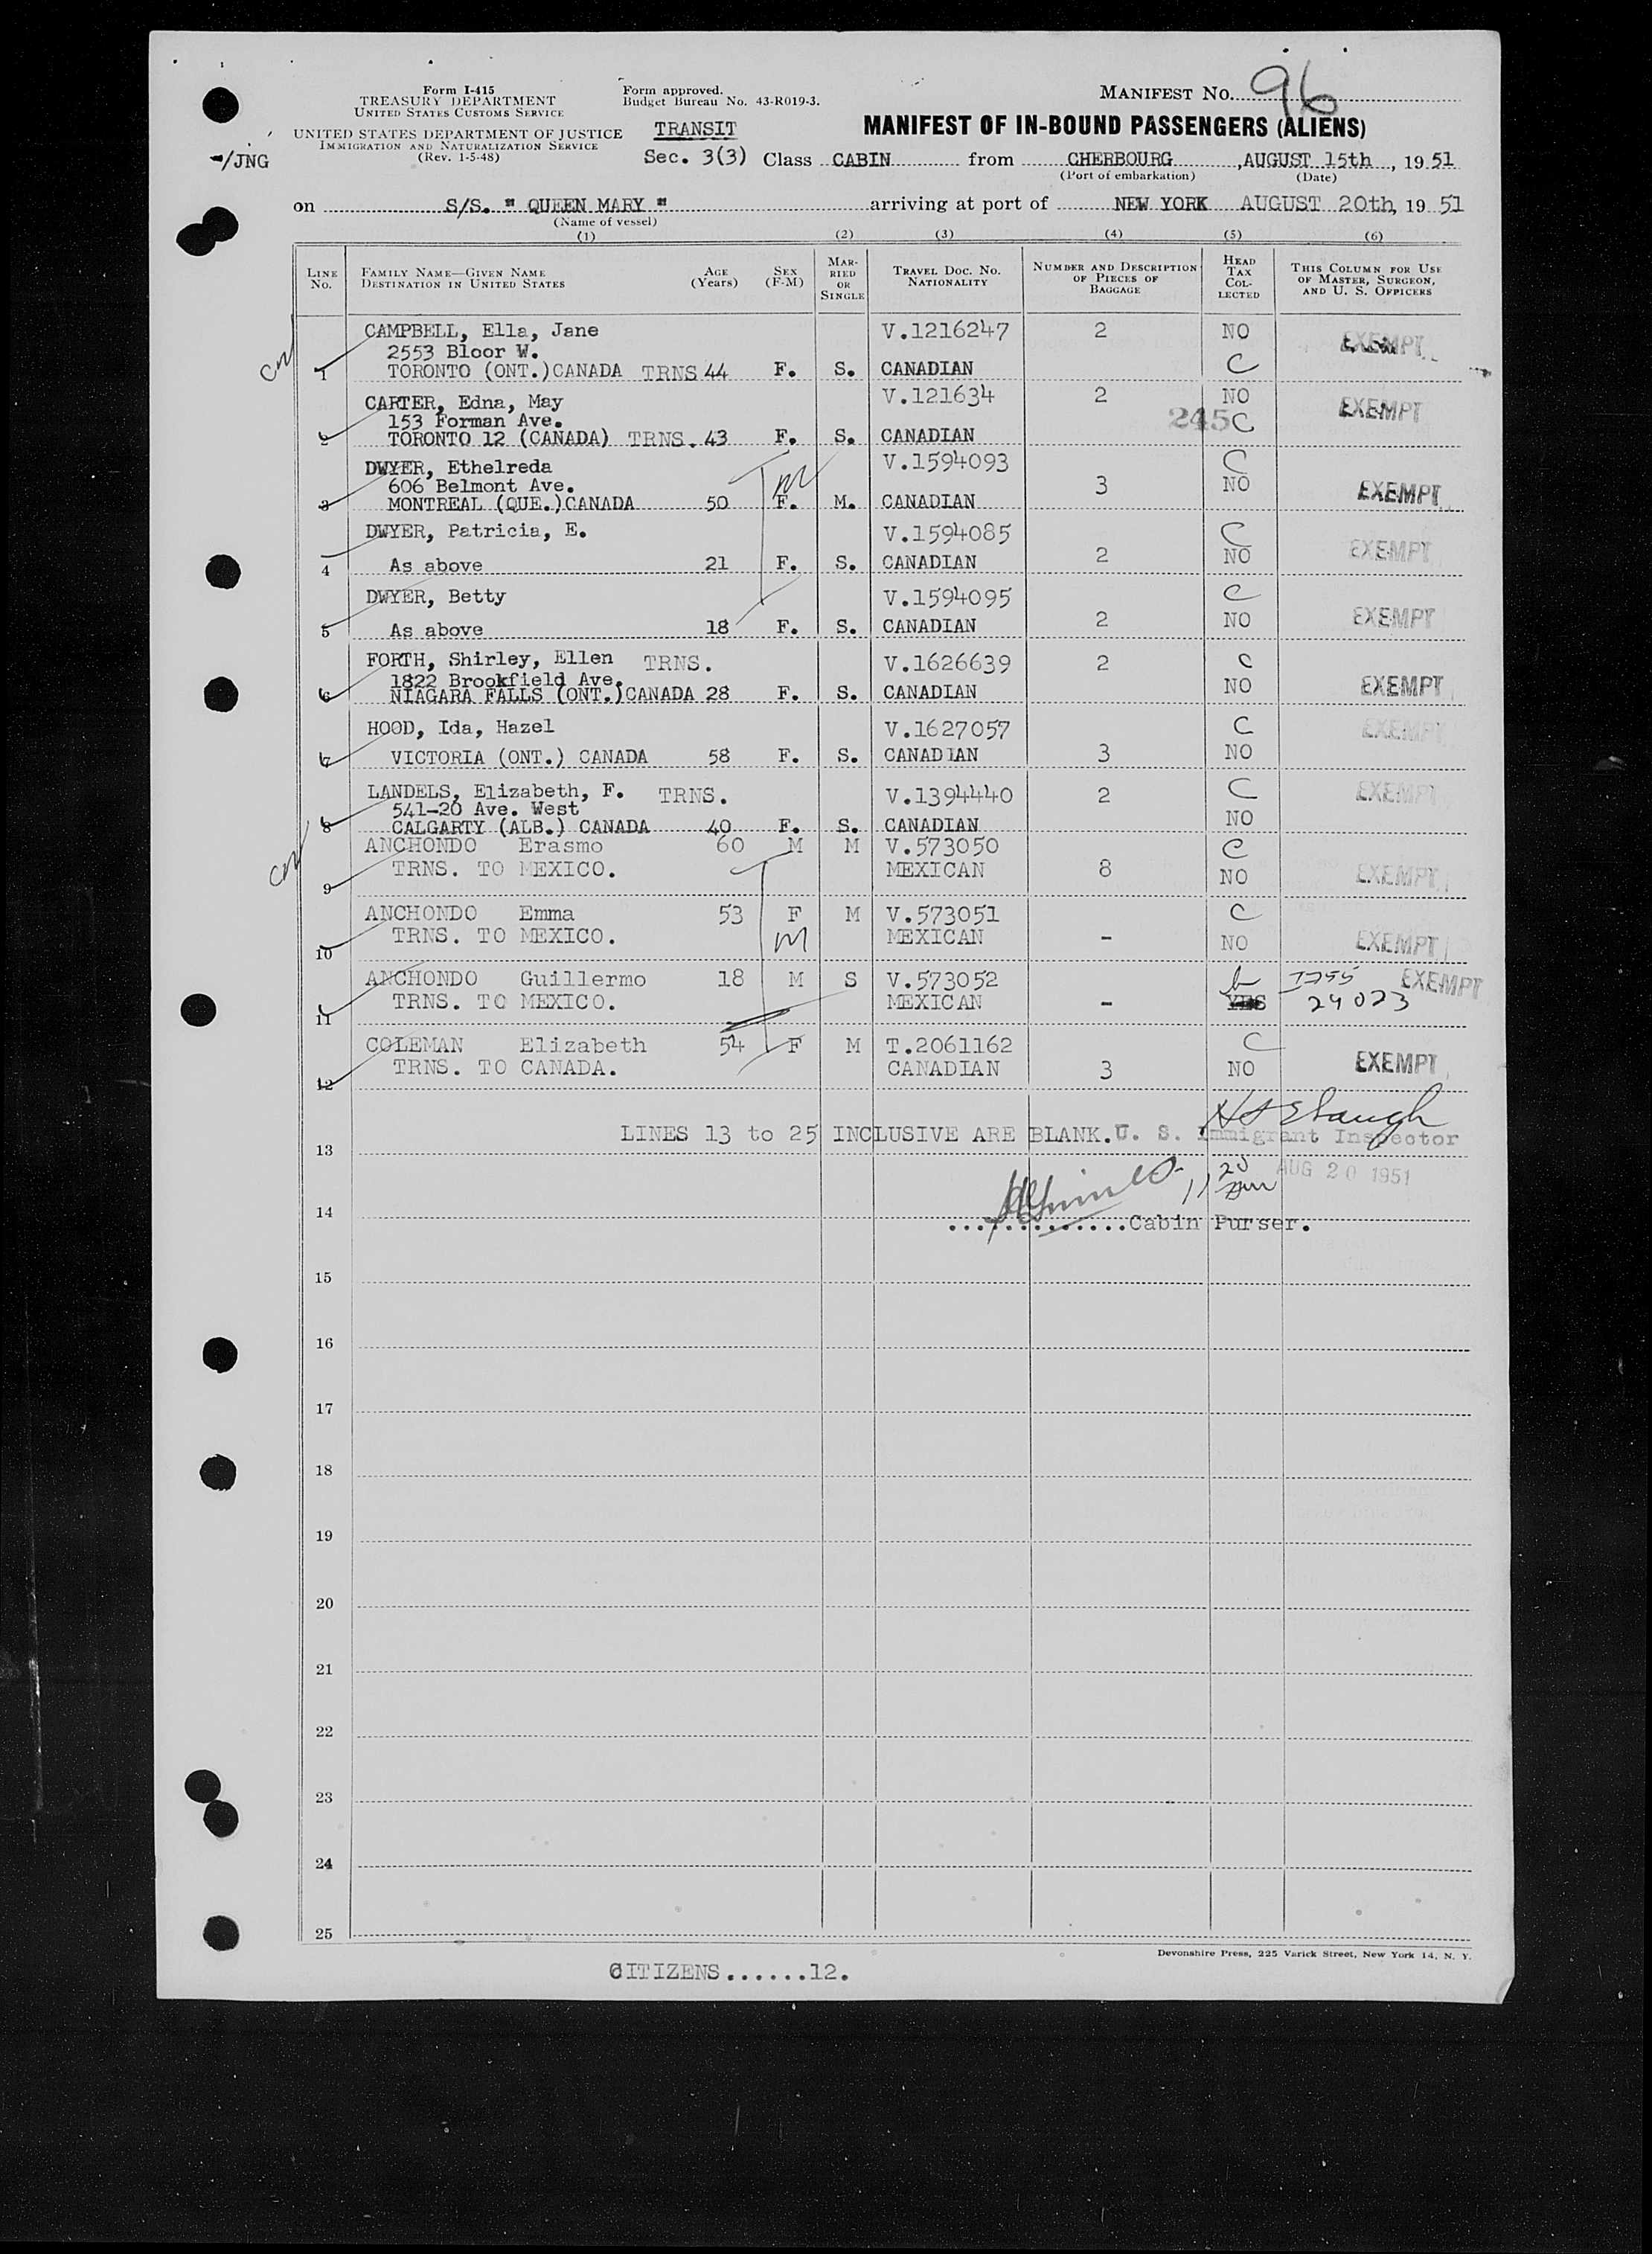 Form I-415
TREASURY DEPARTMENT
UNITED STATES CUSTOMS SERVICE
UNITED STATES DEPARTMENT OF JUSTICE
IMMIGRATION AND NATURALIZATION SERVICE
(Rev. 1-5-48)
/JNG
Form approved.
Budget Bureau No. 43-R019-3.
TRANSIT
Sec. 3(3)
MANIFEST NO. 96
MANIFEST OF IN-BOUND PASSENGERS (ALIENS)
Class CABIN from CHERBOURG, AUGUST 15th, 1951
(Port of embarkation) (Date)
on S/S. " QUEEN MARY " arriving at port of NEW YORK AUGUST 20th, 1951
(Name of vessel)
(1) (2) (3) (4) (5) (6)
LINE NO. FAMILY NAME—GIVEN NAME DESTINATION IN UNITED STATES AGE (Years) SEX (F-M) MARRIED OR SINGLE TRAVEL DOC. NO. NATIONALITY NUMBER AND DESCRIPTION OF PIECES OF BAGGAGE HEAD TAX COLLECTED THIS COLUMN FOR USE OF MASTER, SURGEON, AND U. S. OFFICERS
CAMPBELL, Ella, Jane V.1216247 2 NO EXEMPT
2553 Bloor W.
1 TORONTO (ONT.) CANADA TRNS 44 F. S. CANADIAN C
CARTER, Edna, May V.121634 2 NO EXEMPT
153 Forman Ave. 245 C
2 TORONTO 12 (CANADA) TRNS. 43 F. S. CANADIAN
DWYER, Ethelreda V.1594093 C
606 Belmont Ave. 3 NO EXEMPT
3 MONTREAL (QUE.) CANADA 50 F. M. CANADIAN
DWYER, Patricia, E. V.1594085 C
4 As above 21 F. S. CANADIAN 2 NO EXEMPT
DWYER, Betty V.1594095 C
5 As above 18 F. S. CANADIAN 2 NO EXEMPT
FORTH, Shirley, Ellen TRNS. V.1626639 2 C
1822 Brookfield Ave. NO EXEMPT
6 NIAGARA FALLS (ONT.) CANADA 28 F. S. CANADIAN
HOOD, Ida, Hazel V.1627057 C EXEMPT
7 VICTORIA (ONT.) CANADA 58 F. S. CANADIAN 3 NO
LANDELS, Elizabeth, F. TRNS. V.1394440 2 C EXEMPT
541-20 Ave. West NO
8 CALGARTY (ALB.) CANADA 40 F. S. CANADIAN
ANCHONDO Erasmo 60 M M V.573050 C
9 TRNS. TO MEXICO. MEXICAN 8 NO EXEMPT
ANCHONDO Emma 53 F M V.573051 C
10 TRNS. TO MEXICO. m MEXICAN - NO EXEMPT
ANCHONDO Guillermo 18 M S V.573052 EXEMPT
11 TRNS. TO MEXICO. MEXICAN - YES 24023
COLEMAN Elizabeth 54 F M T.2061162 C
12 TRNS. TO CANADA. CANADIAN 3 NO EXEMPT
13 LINES 13 to 25 INCLUSIVE ARE BLANK. U. S. Immigrant Inspector
AUG 20 1951
14 Cabin Purser.
15
16
17
18
19
20
21
22
23
24
25
Devonshire Press, 225 Varick Street, New York 14, N. Y.
CITIZENS......12.